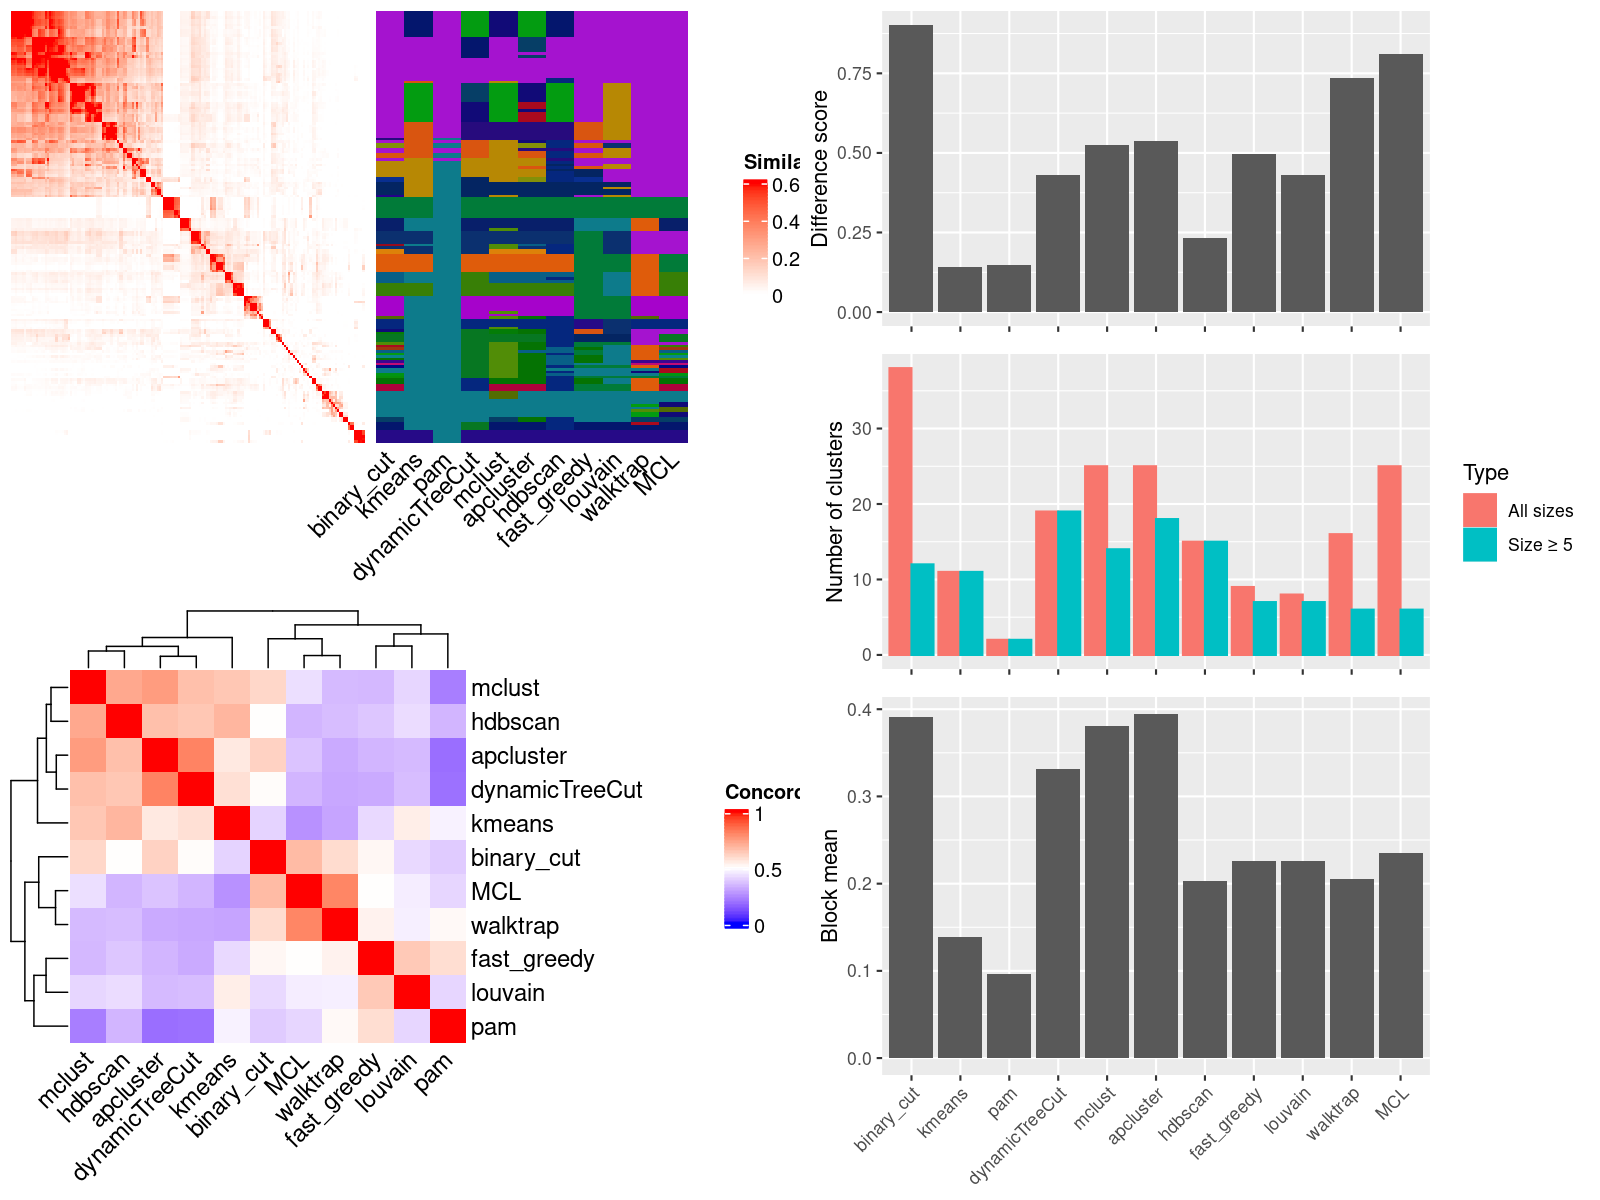 Simila
0.6
0.4
0.2
0
binary_cut
kmeans
pam
dynamicTreeCut
mclust
apcluster
hdbscan
fast_greedy
louvain
walktrap
MCL
mclust
hdbscan
apcluster
dynamicTreeCut
kmeans
binary_cut
MCL
walktrap
fast_greedy
louvain
pam
Concord
1
0.5
0
mclust
hdbscan
apcluster
dynamicTreeCut
kmeans
binary_cut
MCL
walktrap
fast_greedy
louvain
pam
Difference score
0.75
0.50
0.25
0.00
Number of clusters
30
20
10
0
Type
All sizes
Size ≥ 5
Block mean
0.4
0.3
0.2
0.1
0.0
binary_cut
kmeans
pam
dynamicTreeCut
mclust
apcluster
hdbscan
fast_greedy
louvain
walktrap
MCL